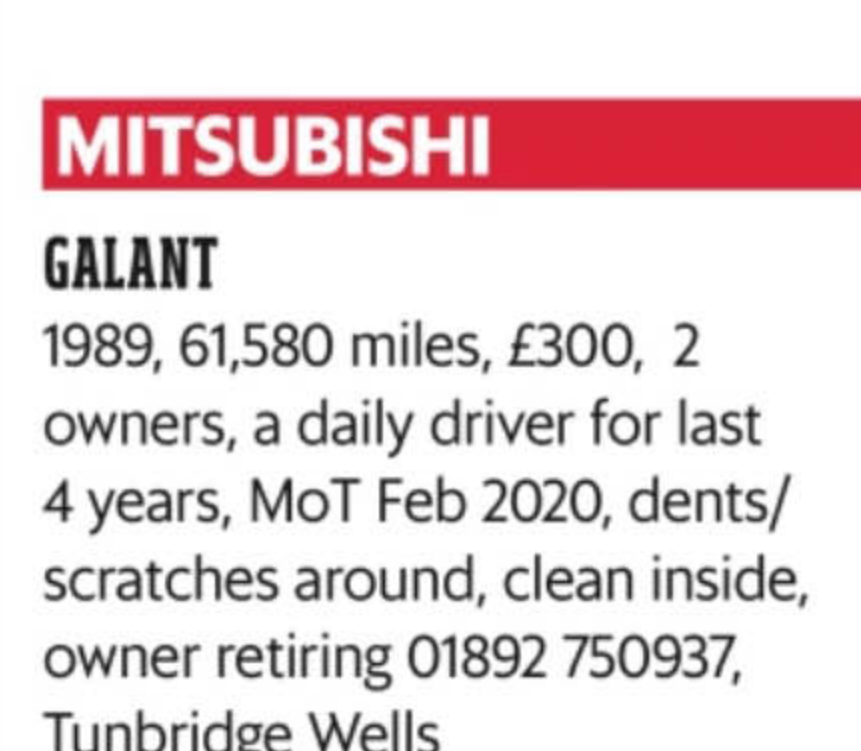 MITSUBISHI
GALANT
1989, 61,580 miles, £300, 2
owners, a daily driver for last
4 years, MoT Feb 2020, dents/
scratches around, clean inside,
owner retiring 01892 750937,
Tunbridge Wells